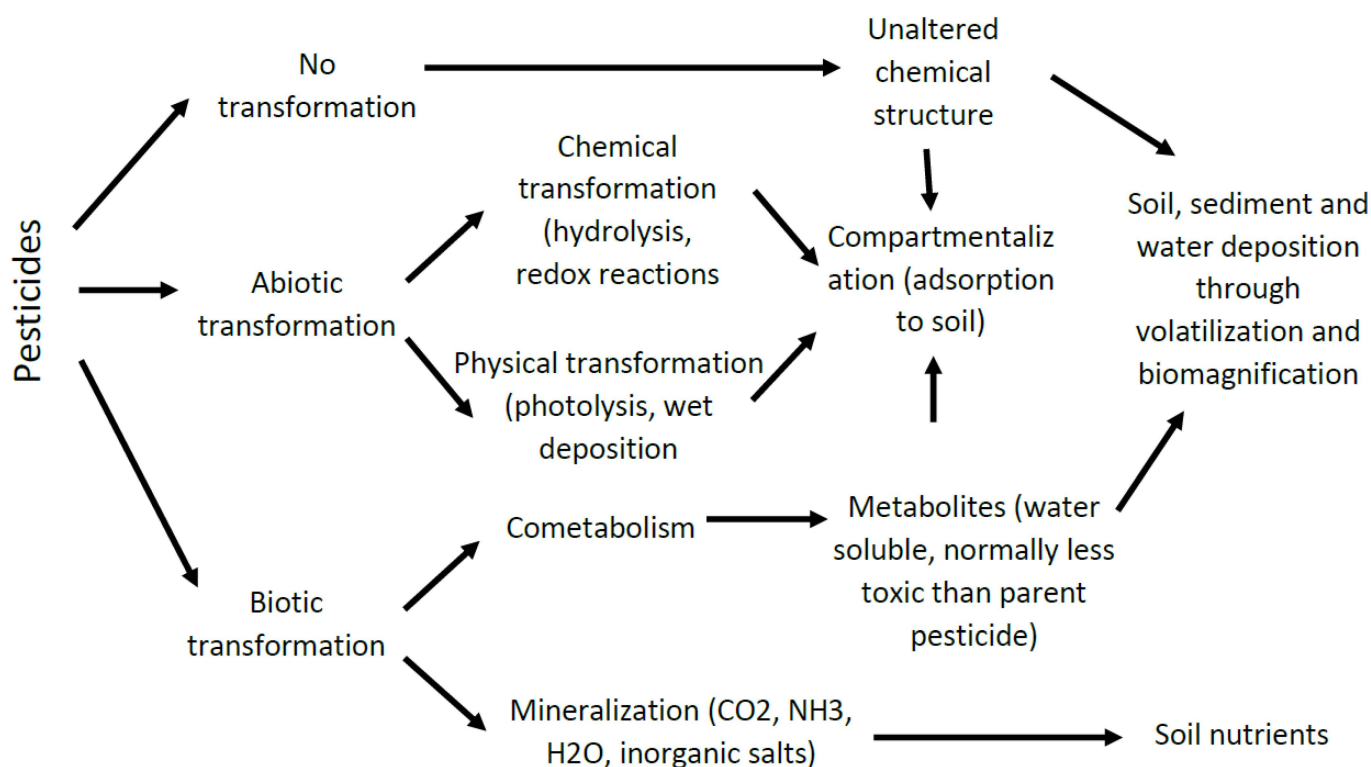 Pesticides
No
transformation
Unaltered
chemical
structure
Abiotic
transformation
Chemical
transformation
(hydrolysis,
redox reactions
Physical transformation
(photolysis, wet
deposition
Compartmentaliz
ation (adsorption
to soil)
Soil, sediment and
water deposition
through
volatilization and
biomagnification
Biotic
transformation
Cometabolism
Metabolites (water
soluble, normally less
toxic than parent
pesticide)
Mineralization (CO2, NH3,
H2O, inorganic salts)
Soil nutrients